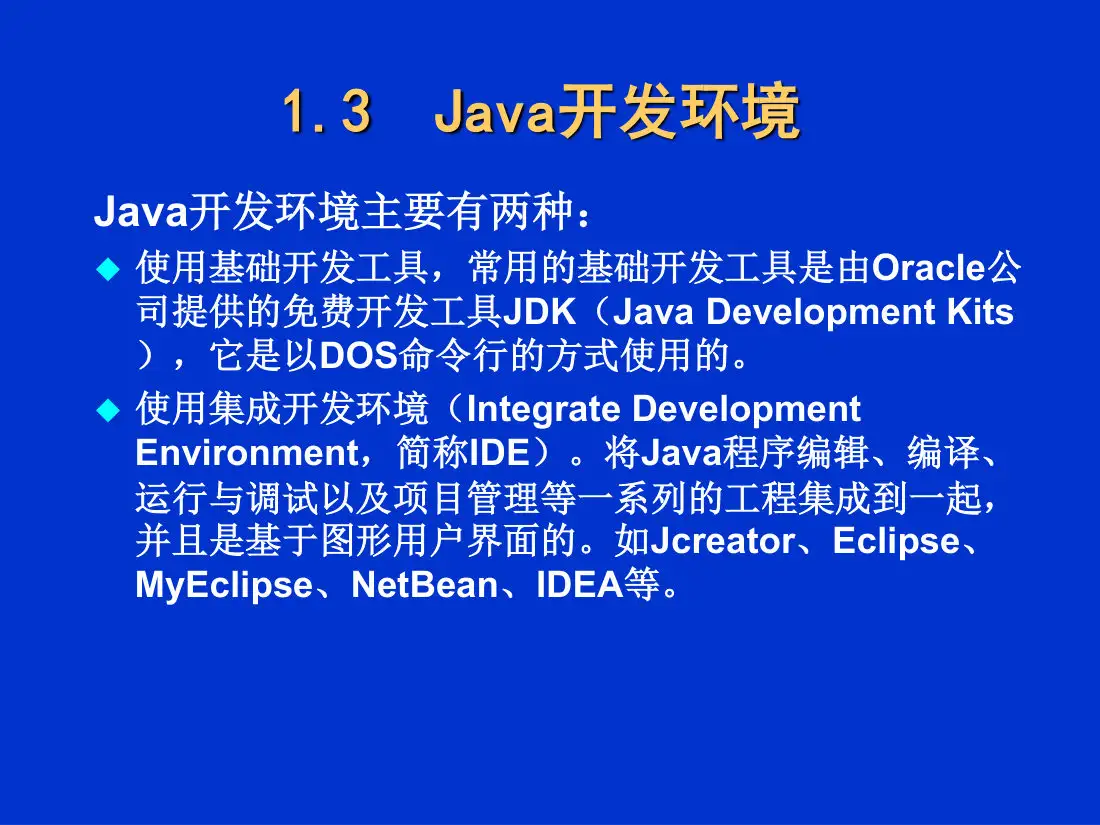 1.3 Java开发环境
Java开发环境主要有两种：
使用基础开发工具，常用的基础开发工具是由Oracle公
司提供的免费开发工具JDK（Java Development Kits
），它是以DOS命令行的方式使用的。
使用集成开发环境（Integrate Development
Environment，简称IDE）。将Java程序编辑、编译、
运行与调试以及项目管理等一系列的工程集成到一起，
并且是基于图形用户界面的。如Jcreator、Eclipse、
MyEclipse、NetBean、IDEA等。